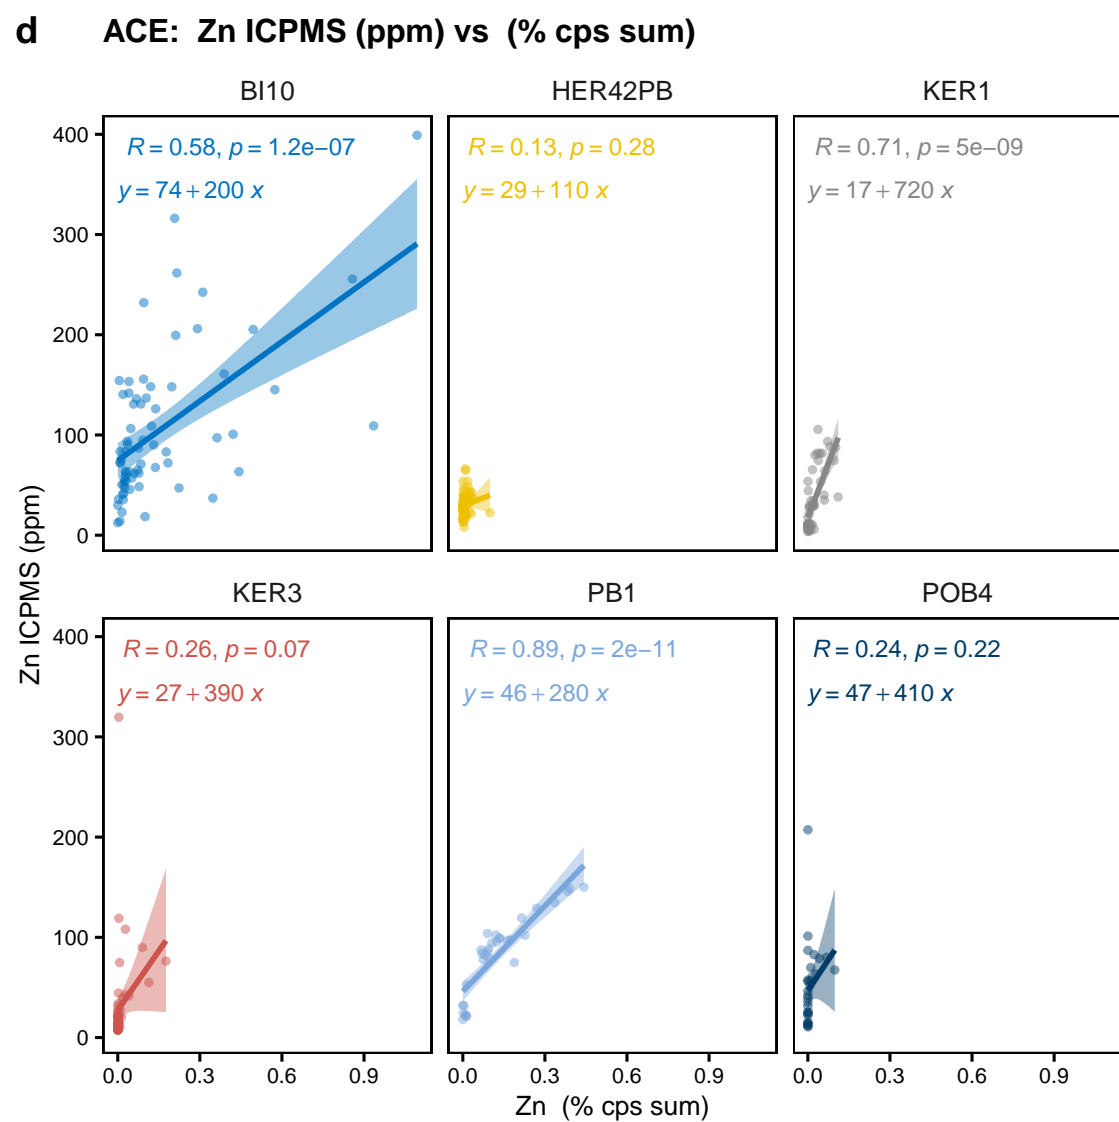 d ACE: Zn ICPMS (ppm) vs (% cps sum)
BI10 HER42PB KER1
R = 0.58, p = 1.2e−07
y = 74+200 x
R = 0.13, p = 0.28
y = 29+110 x
R = 0.71, p = 5e−09
y = 17+720 x
400
300
200
100
0
Zn ICPMS (ppm)
KER3 PB1 POB4
R = 0.26, p = 0.07
y = 27+390 x
R = 0.89, p = 2e−11
y = 46+280 x
R = 0.24, p = 0.22
y = 47+410 x
400
300
200
100
0
0.0 0.3 0.6 0.9 0.0 0.3 0.6 0.9 0.0 0.3 0.6 0.9
Zn (% cps sum)